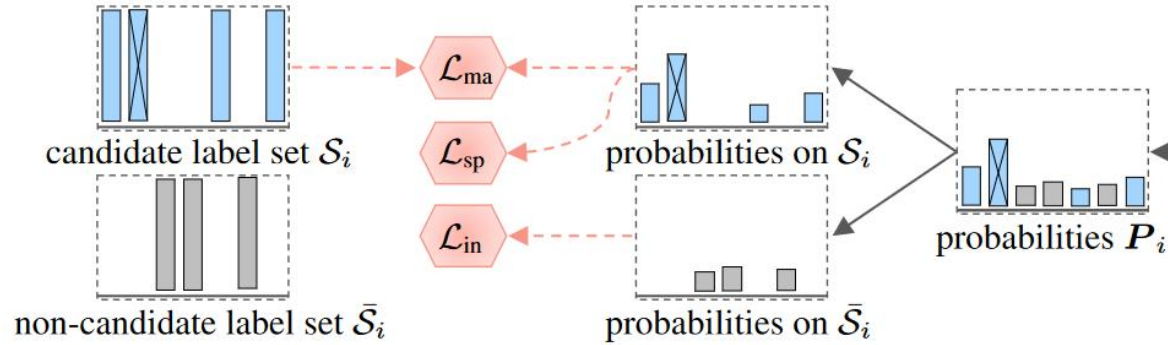 ℒma
candidate label set 𝒮i
probabilities on 𝒮i
ℒsp
ℒin
probabilities Pi
non-candidate label set 𝒮̄i
probabilities on 𝒮̄i